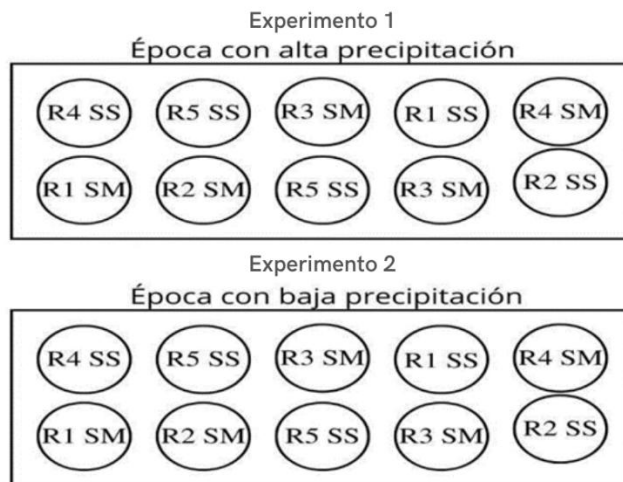 Experimento 1
Época con alta precipitación
R4 SS R5 SS R3 SM R1 SS R4 SM
R1 SM R2 SM R5 SS R3 SM R2 SS
Experimento 2
Época con baja precipitación
R4 SS R5 SS R3 SM R1 SS R4 SM
R1 SM R2 SM R5 SS R3 SM R2 SS